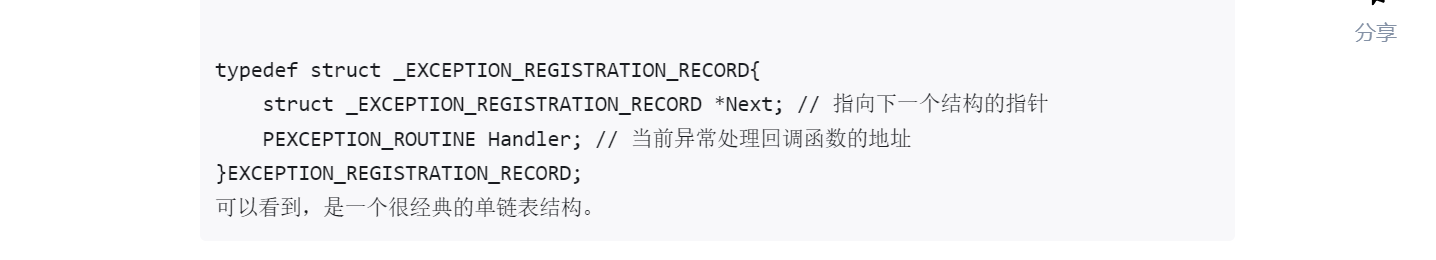 分享
typedef struct _EXCEPTION_REGISTRATION_RECORD{
    struct _EXCEPTION_REGISTRATION_RECORD *Next; // 指向下一个结构的指针
    PEXCEPTION_ROUTINE Handler; // 当前异常处理回调函数的地址
}EXCEPTION_REGISTRATION_RECORD;
可以看到，是一个很经典的单链表结构。